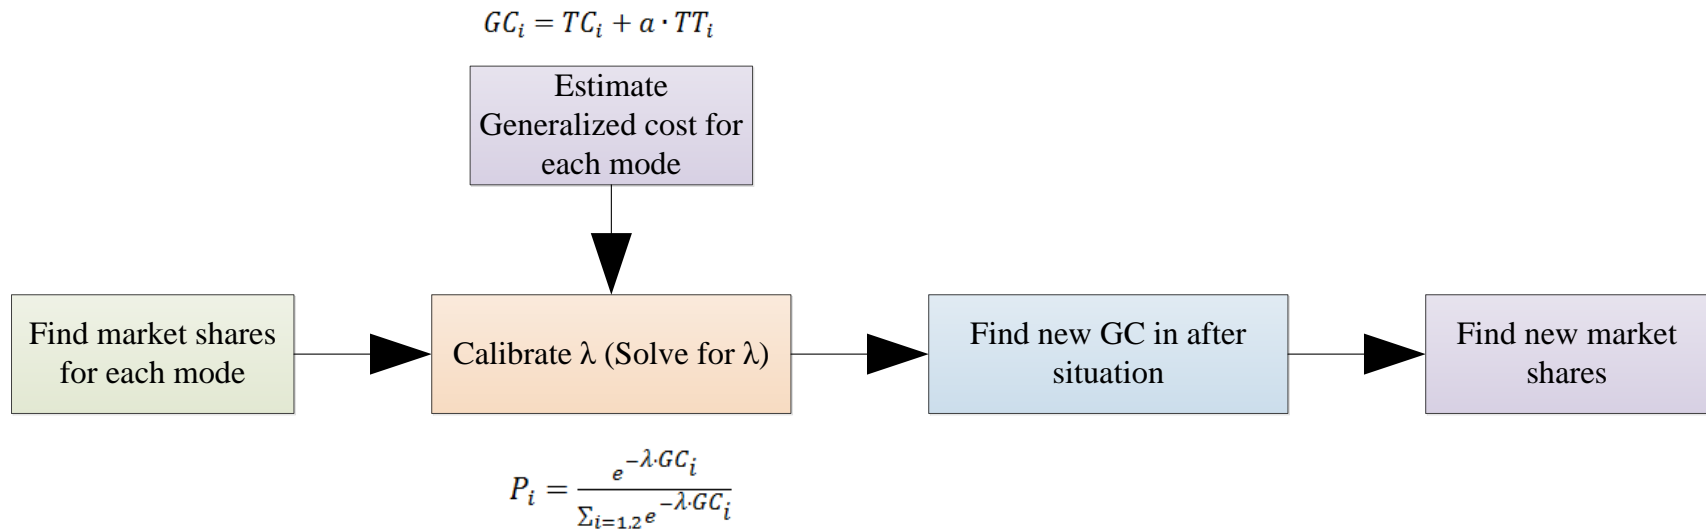 GC_i = TC_i + a · TT_i
Estimate
Generalized cost for
each mode
Find market shares
for each mode
Calibrate λ (Solve for λ)
Find new GC in after
situation
Find new market
shares
P_i = e^{-λ·GC_i} / ∑_{i=1,2} e^{-λ·GC_i}